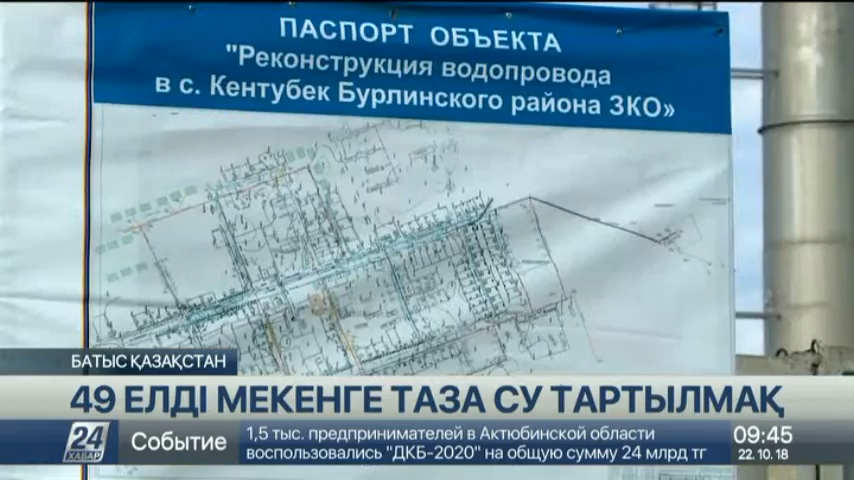 ПАСПОРТ ОБЪЕКТА
"Реконструкция водопровода
в с. Кентубек Бурлинского района ЗКО»
БАТЫС ҚАЗАҚСТАН
49 ЕЛДІ МЕКЕНГЕ ТАЗА СУ ТАРТЫЛМАҚ
24
ХАБАР
Событие
1,5 тыс. предпринимателей в Актюбинской области
воспользовались "ДКБ-2020" на общую сумму 24 млрд тг
09:45
22.10.18